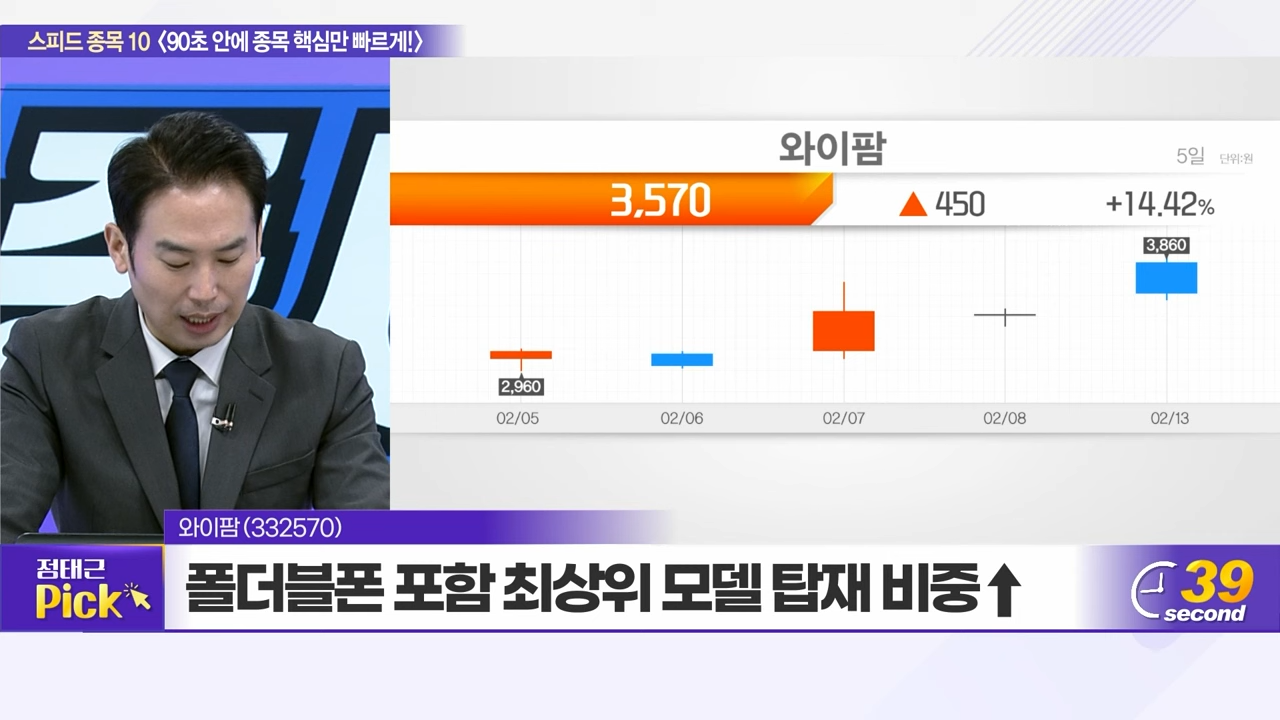 스피드 종목 10 〈90초 안에 종목 핵심만 빠르게!〉
와이팜
5일 단위:원
3,570 ▲ 450 +14.42%
3,860
2,960
02/05 02/06 02/07 02/08 02/13
와이팜(332570)
정태근
Pick
폴더블폰 포함 최상위 모델 탑재 비중↑
39
second